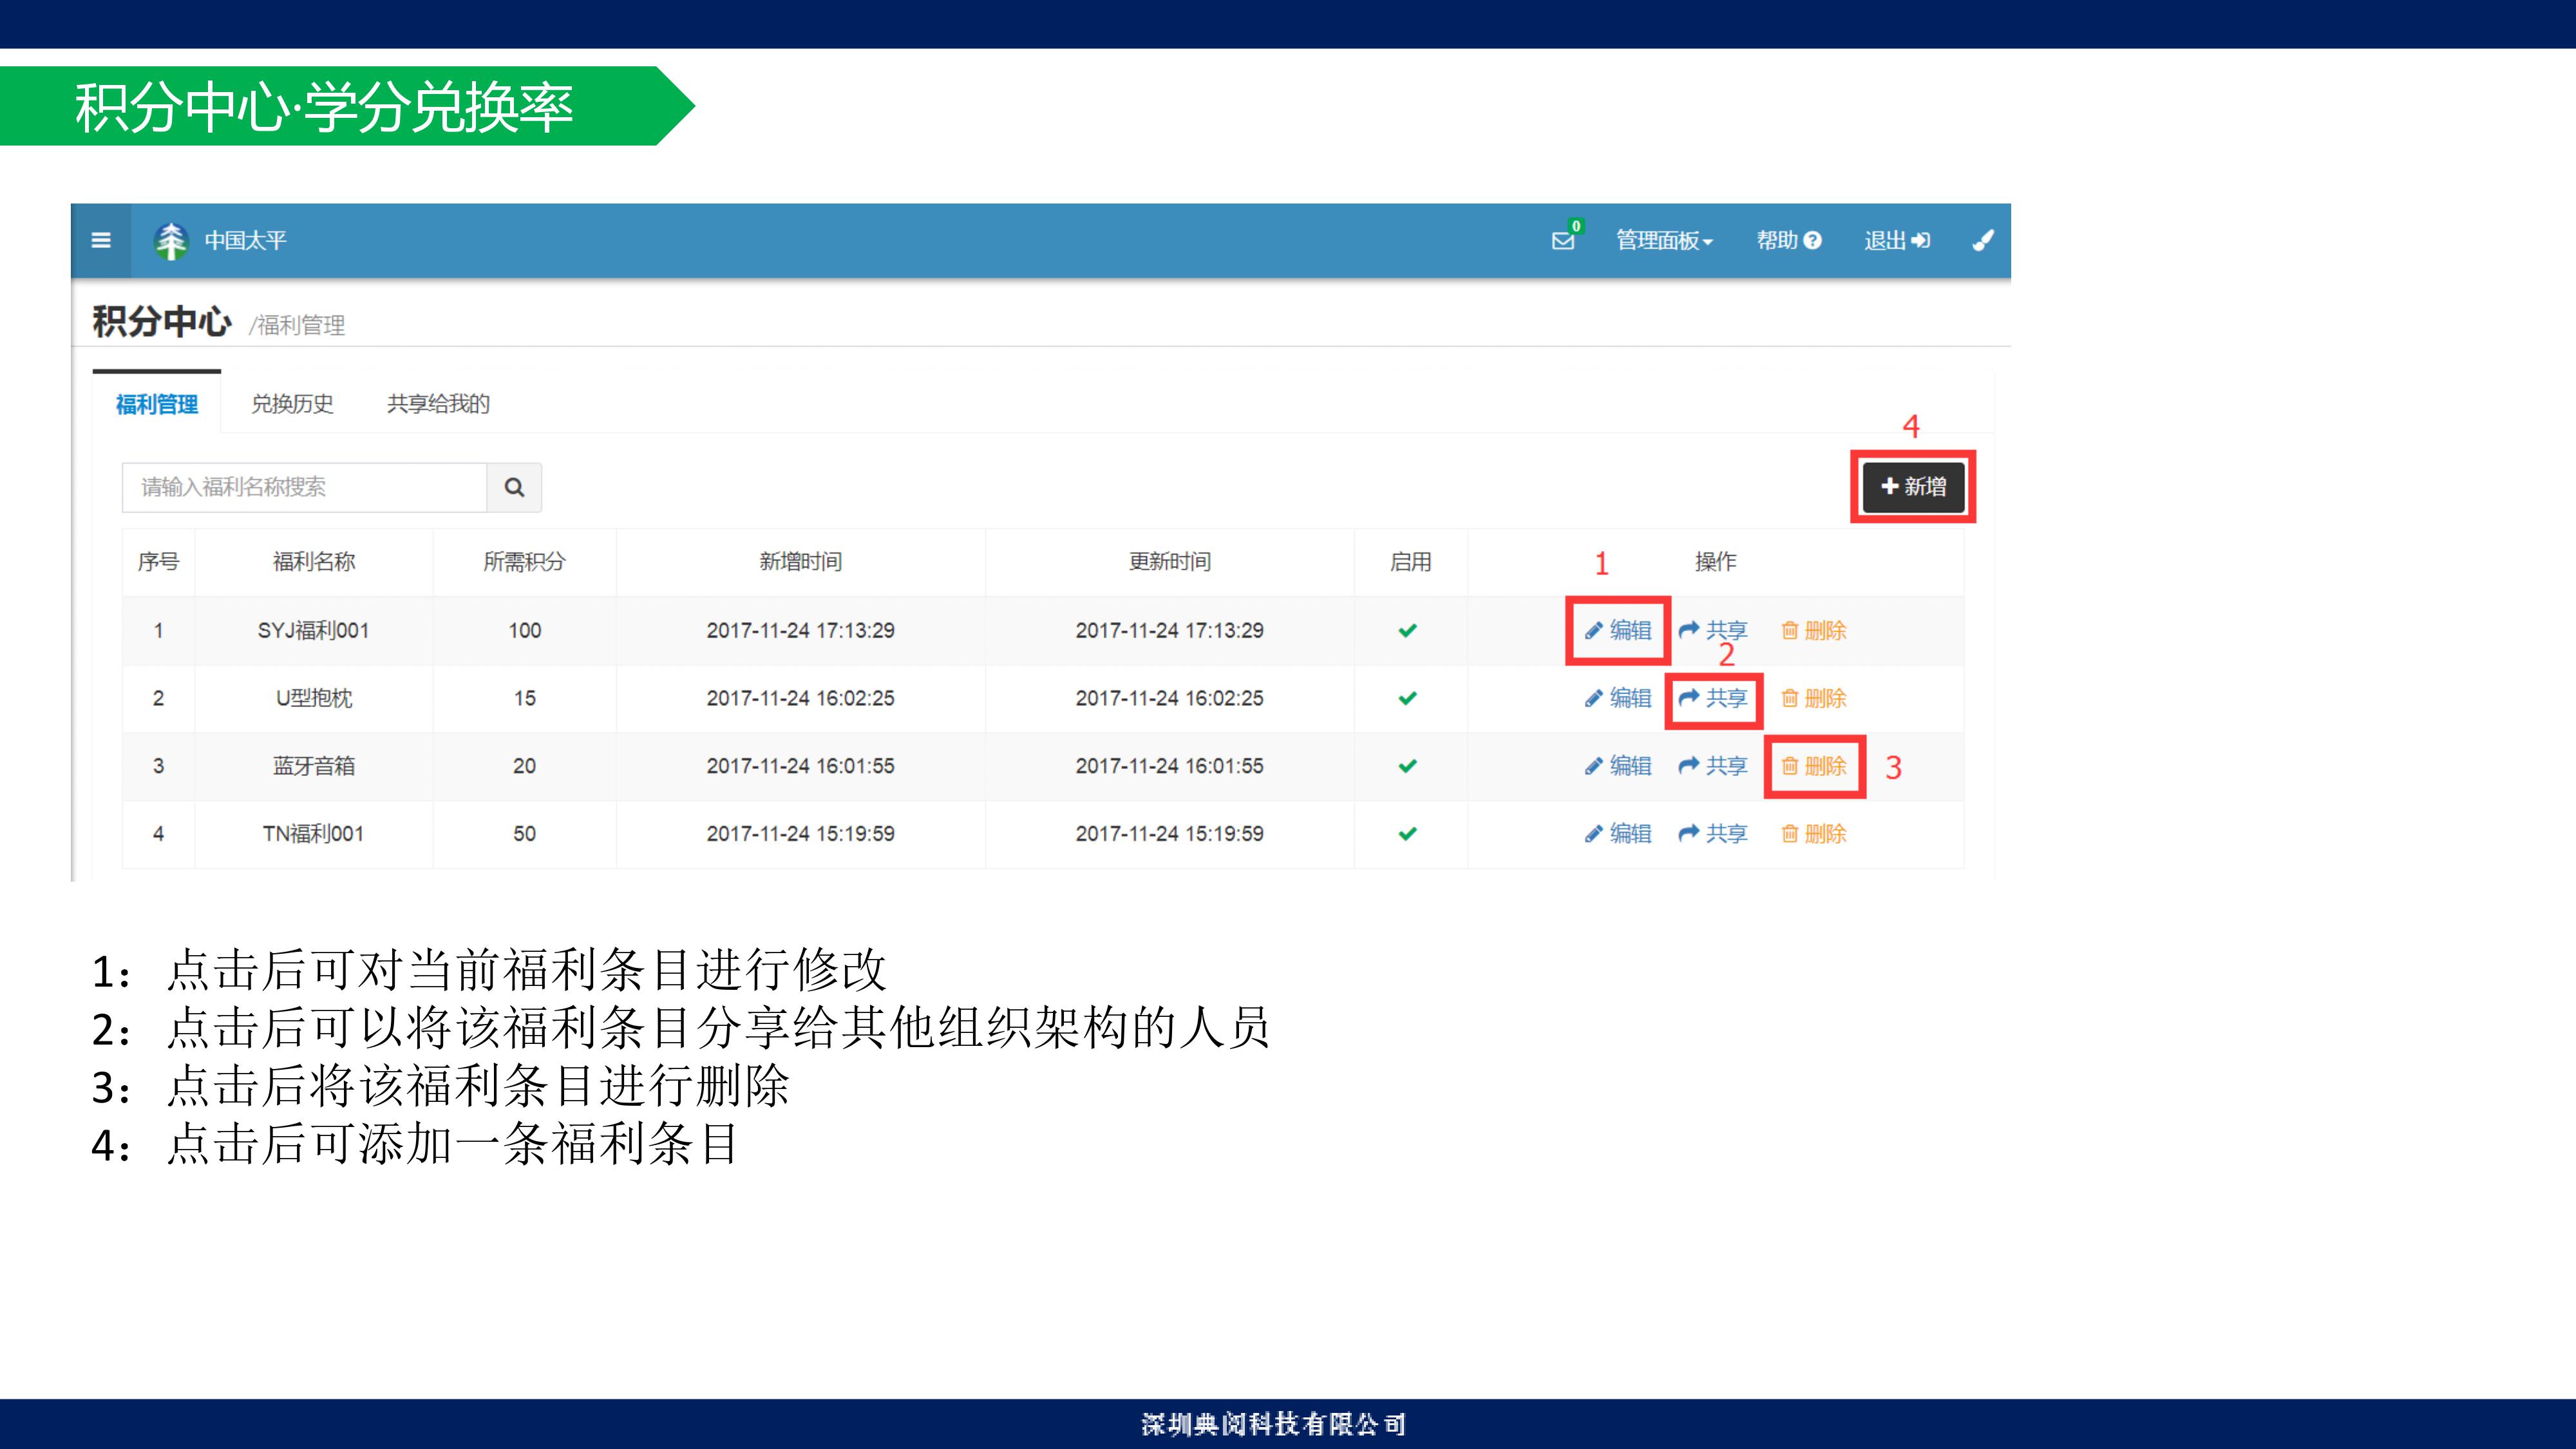 积分中心·学分兑换率
中国太平 0 管理面板 帮助 退出
积分中心 /福利管理
福利管理 兑换历史 共享给我的
4
请输入福利名称搜索 新增
序号 福利名称 所需积分 新增时间 更新时间 启用 1 操作
1 SYJ福利001 100 2017-11-24 17:13:29 2017-11-24 17:13:29 编辑 共享 删除
2
2 U型抱枕 15 2017-11-24 16:02:25 2017-11-24 16:02:25 编辑 共享 删除
3 蓝牙音箱 20 2017-11-24 16:01:55 2017-11-24 16:01:55 编辑 共享 删除 3
4 TN福利001 50 2017-11-24 15:19:59 2017-11-24 15:19:59 编辑 共享 删除
1：点击后可对当前福利条目进行修改
2：点击后可以将该福利条目分享给其他组织架构的人员
3：点击后将该福利条目进行删除
4：点击后可添加一条福利条目
深圳典阅科技有限公司